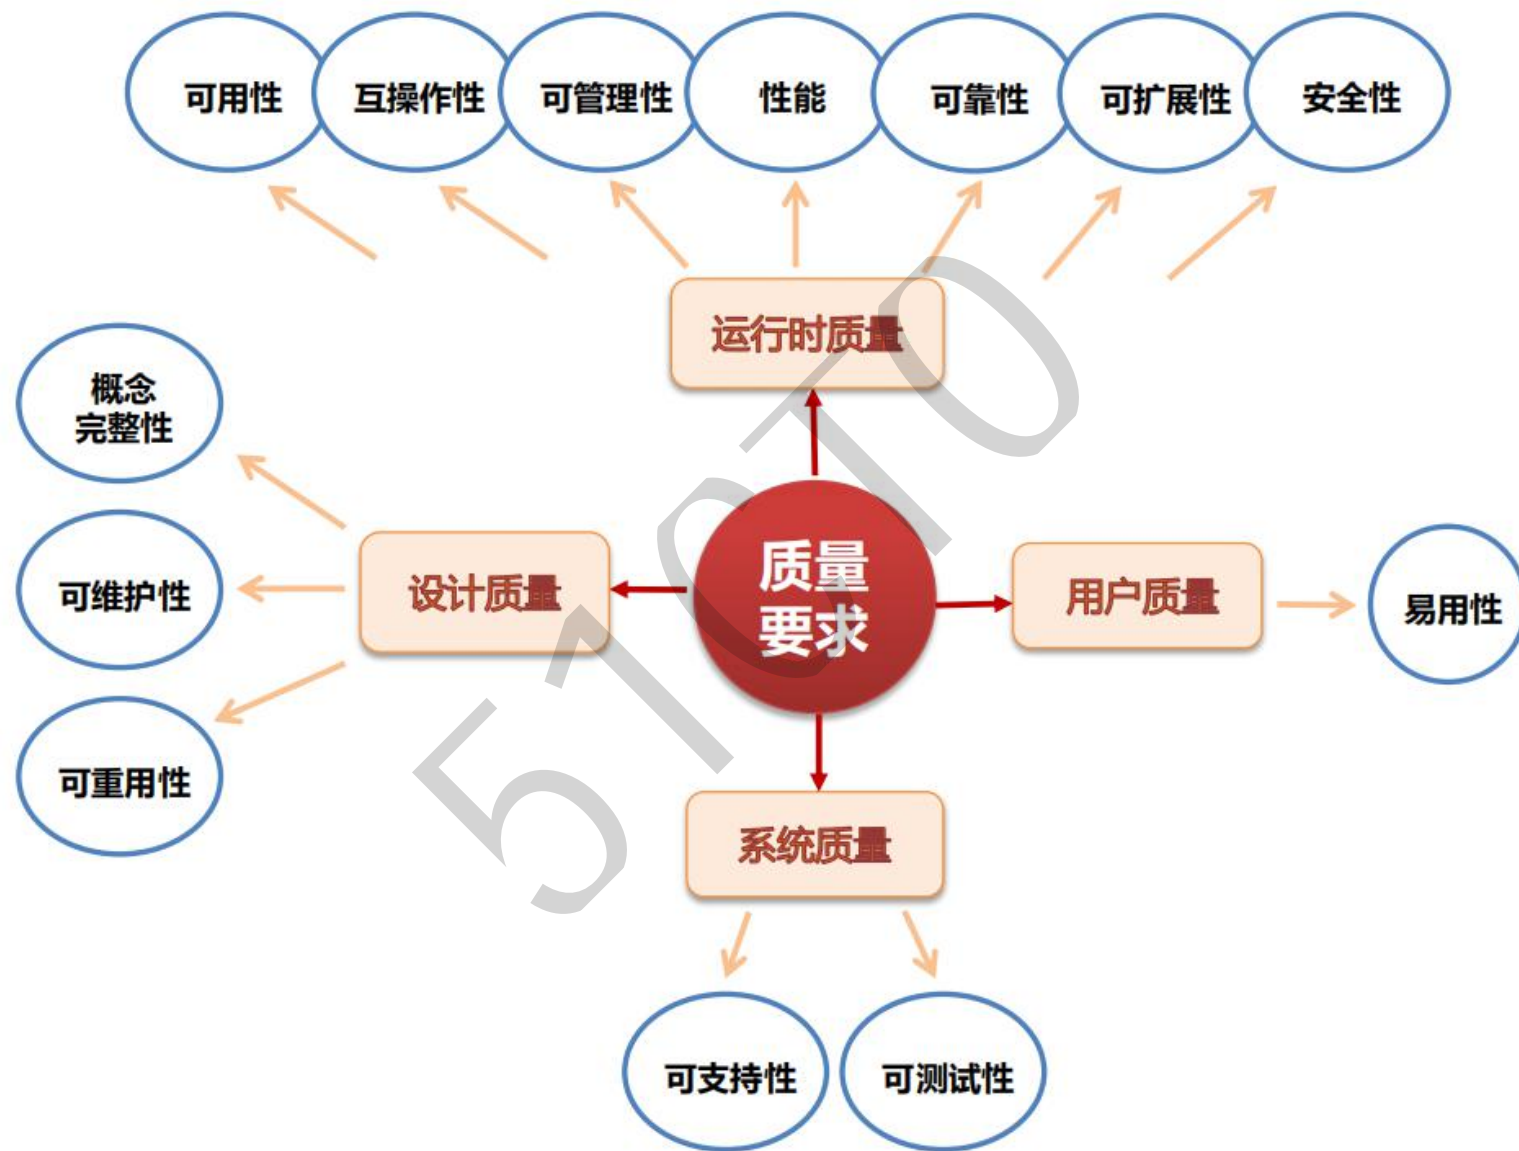 可用性
互操作性
可管理性
性能
可靠性
可扩展性
安全性
运行时质量
概念
完整性
可维护性
可重用性
设计质量
质量
要求
用户质量
易用性
系统质量
可支持性
可测试性
51CTO